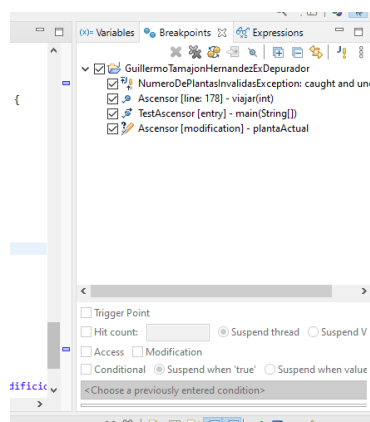 (x)= Variables Breakpoints Expressions
GuillermoTamajonHernandezExDepurador
NumeroDePlantasInvalidasException: caught and unc
{
Ascensor [line: 178] - viajar(int)
TestAscensor [entry] - main(String[])
Ascensor [modification] - plantaActual
Trigger Point
Hit count: Suspend thread Suspend V
Access Modification
Conditional Suspend when 'true' Suspend when value
dificio
<Choose a previously entered condition>